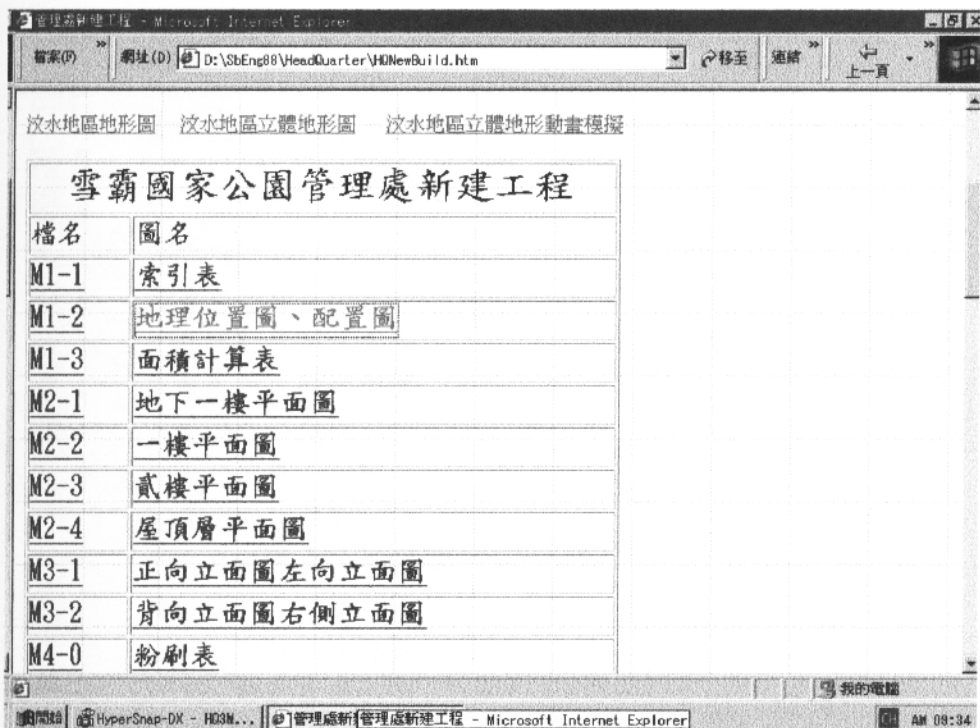 管理處新建工程 - Microsoft Internet Explorer
檔案(F) » 網址(D) D:\SbEng88\HeadQuarter\HQNewBuild.htm 移至 連結 » 上一頁 »
汶水地區地形圖 汶水地區立體地形圖 汶水地區立體地形動畫模擬
雪霸國家公園管理處新建工程
檔名 圖名
M1-1 索引表
M1-2 地理位置圖、配置圖
M1-3 面積計算表
M2-1 地下一樓平面圖
M2-2 一樓平面圖
M2-3 貳樓平面圖
M2-4 屋頂層平面圖
M3-1 正向立面圖左向立面圖
M3-2 背向立面圖右側立面圖
M4-0 粉刷表
我的電腦
開始 HyperSnap-DX - HQ3N... 管理處新 管理處新建工程 - Microsoft Internet Explorer AM 09:34